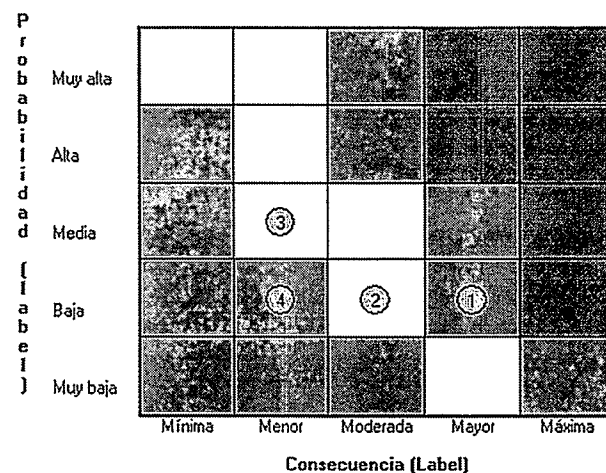 Probabilidad (label)
Muy alta
Alta
Media
3
Baja
4
2
1
Muy baja
Mínima
Menor
Moderada
Mayor
Máxima
Consecuencia (Label)